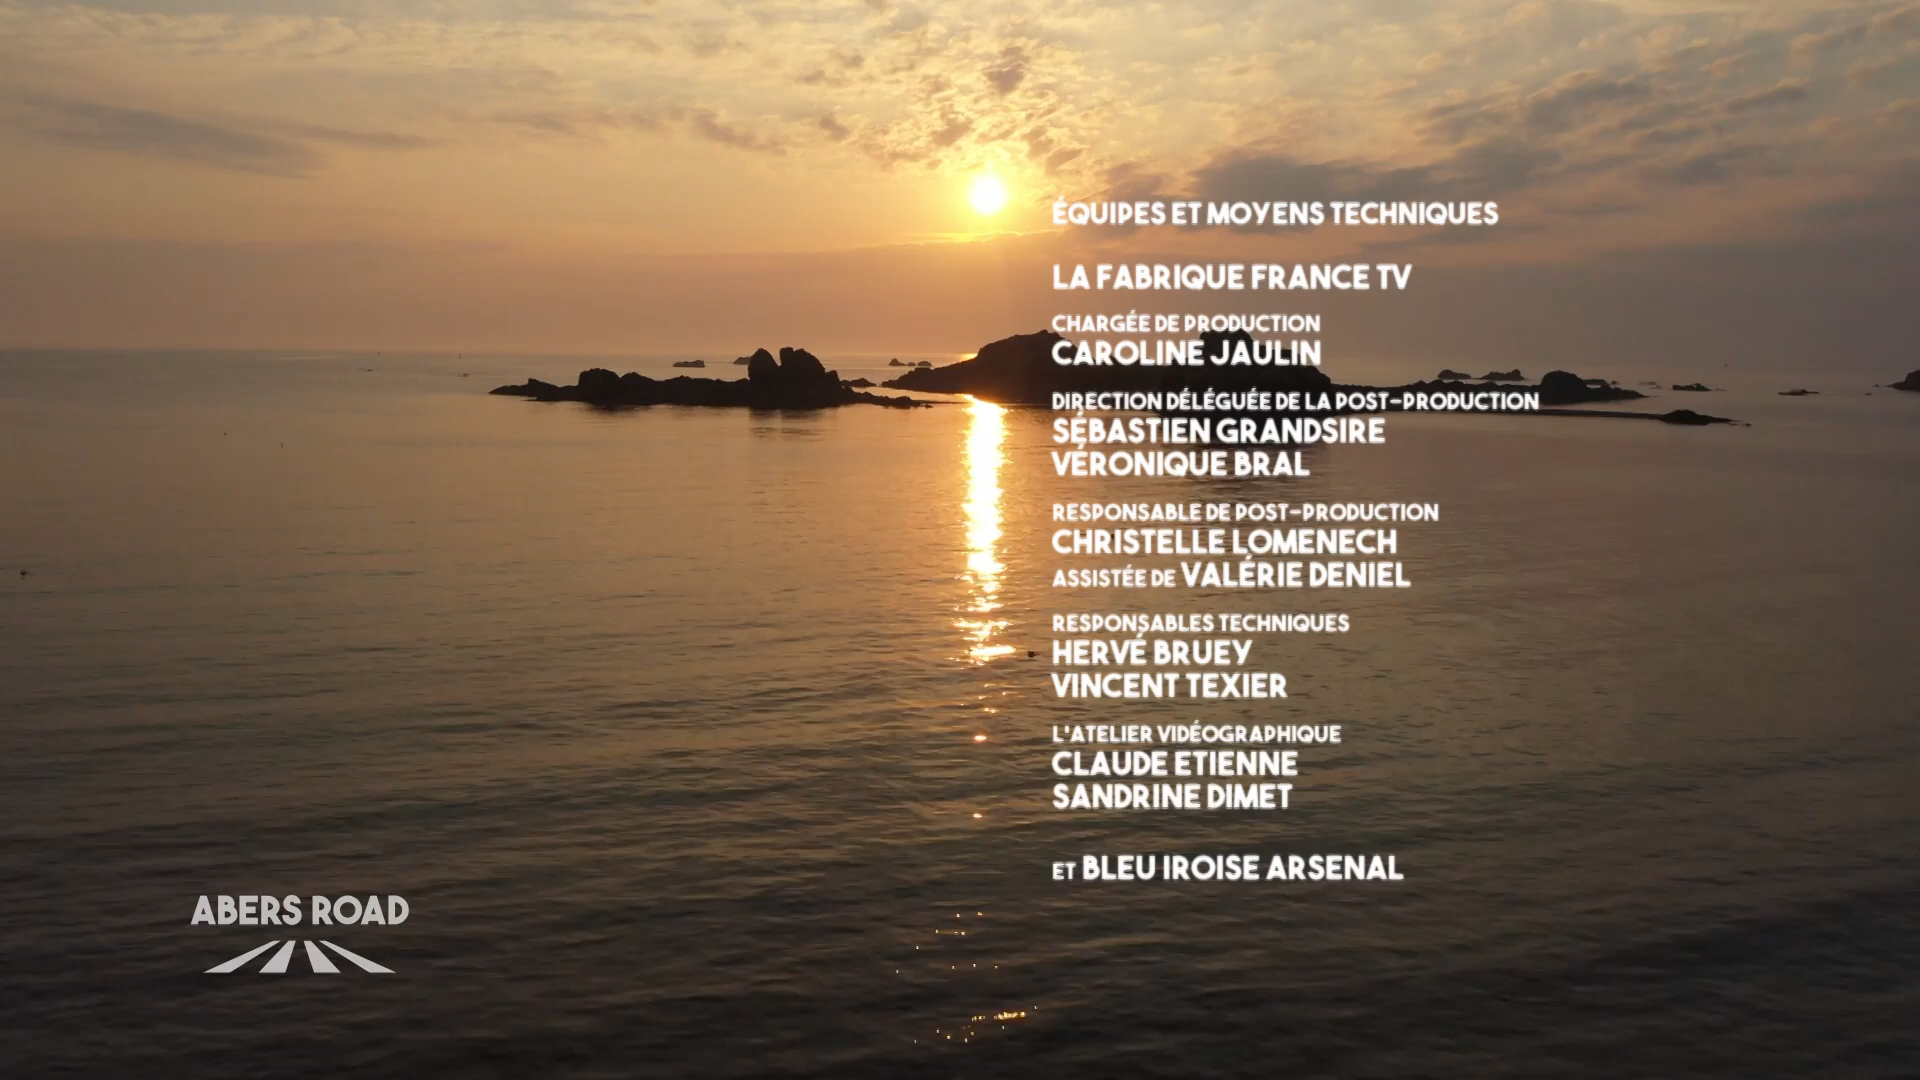 ÉQUIPES ET MOYENS TECHNIQUES
LA FABRIQUE FRANCE TV
CHARGÉE DE PRODUCTION
CAROLINE JAULIN
DIRECTION DÉLÉGUÉE DE LA POST-PRODUCTION
SÉBASTIEN GRANDSIRE
VÉRONIQUE BRAL
RESPONSABLE DE POST-PRODUCTION
CHRISTELLE LOMENECH
ASSISTÉE DE VALÉRIE DENIEL
RESPONSABLES TECHNIQUES
HERVÉ BRUEY
VINCENT TEXIER
L'ATELIER VIDÉOGRAPHIQUE
CLAUDE ETIENNE
SANDRINE DIMET
ET BLEU IROISE ARSENAL
ABERS ROAD